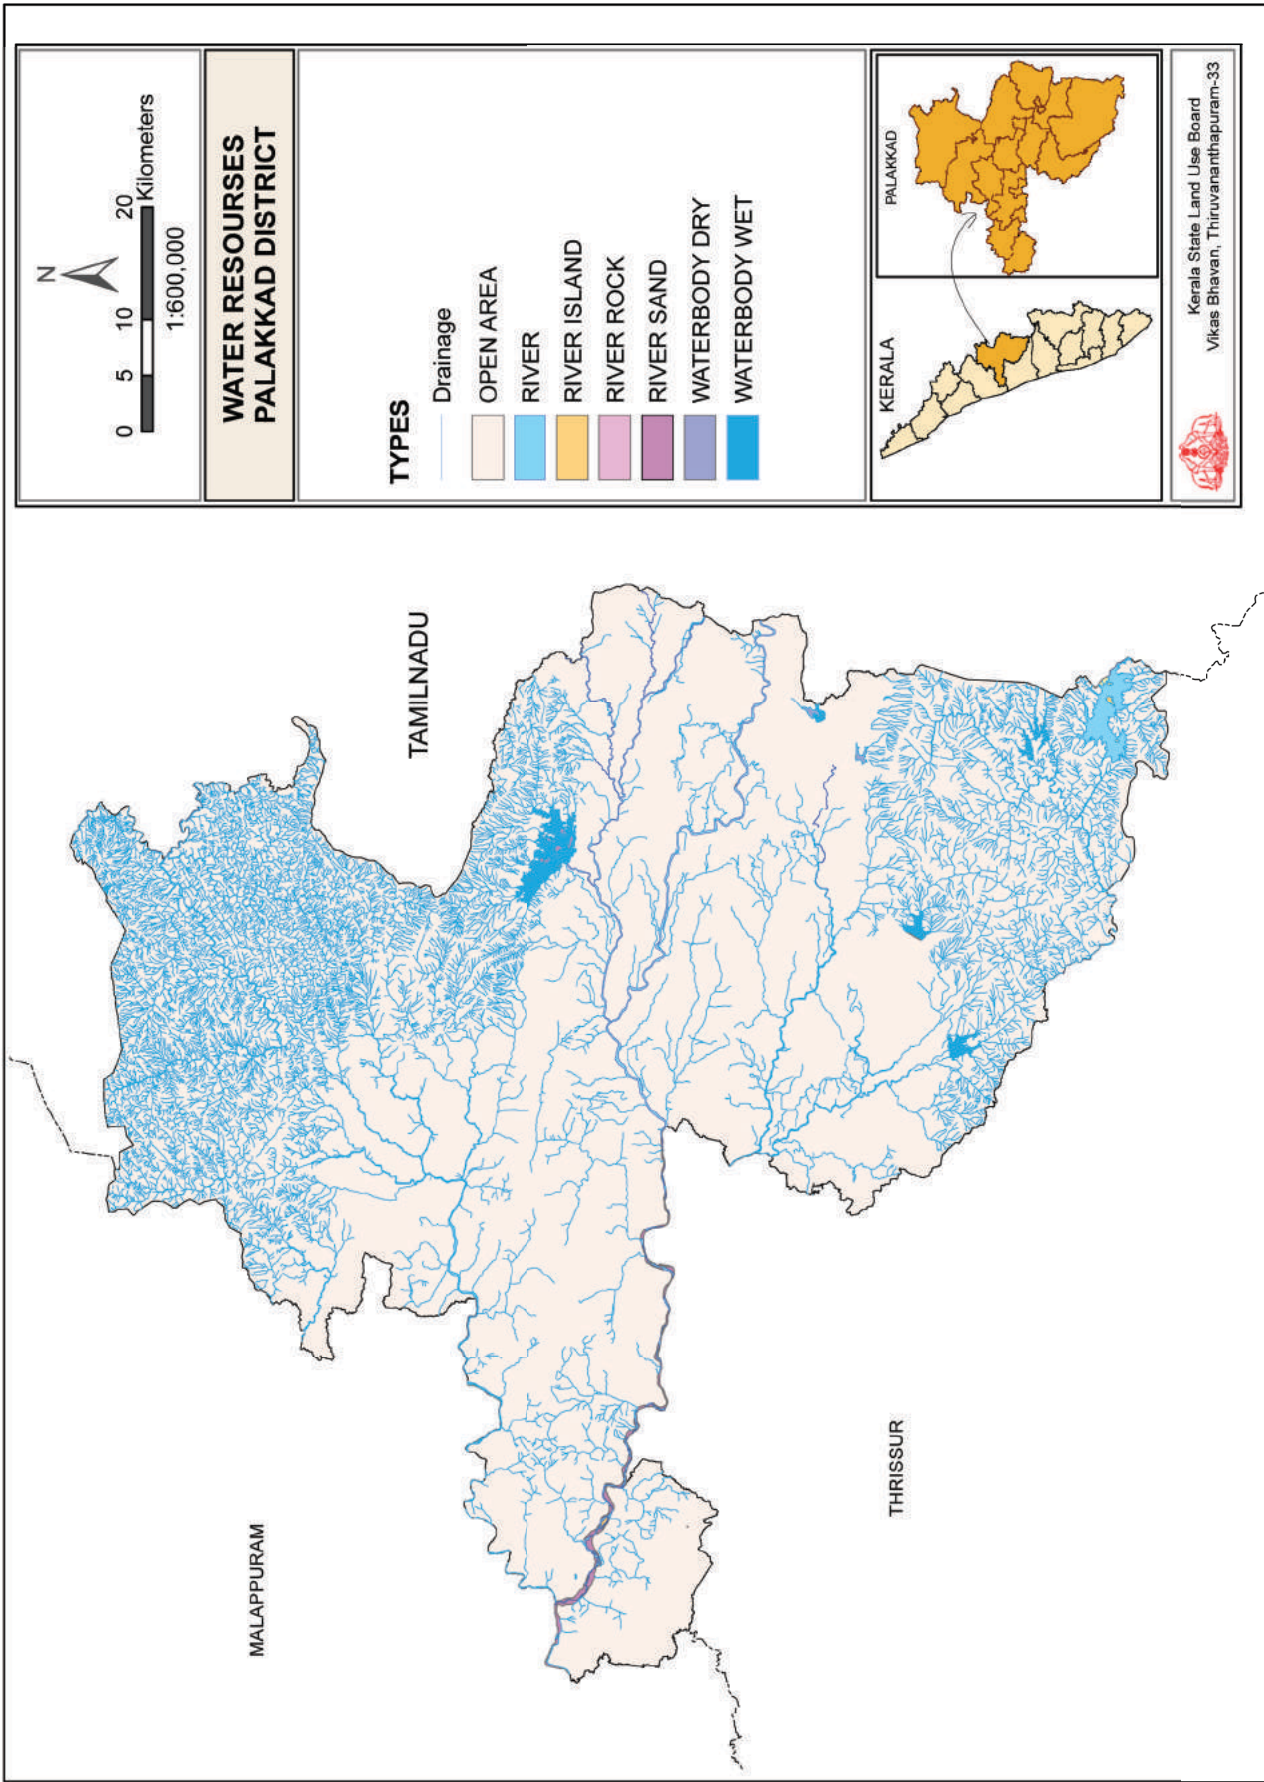 N
0 5 10 20
Kilometers
1:600,000
WATER RESOURSES
PALAKKAD DISTRICT
TYPES
Drainage
OPEN AREA
RIVER
RIVER ISLAND
RIVER ROCK
RIVER SAND
WATERBODY DRY
WATERBODY WET
KERALA
PALAKKAD
Kerala State Land Use Board
Vikas Bhavan, Thiruvananthapuram-33
TAMILNADU
MALAPPURAM
THRISSUR